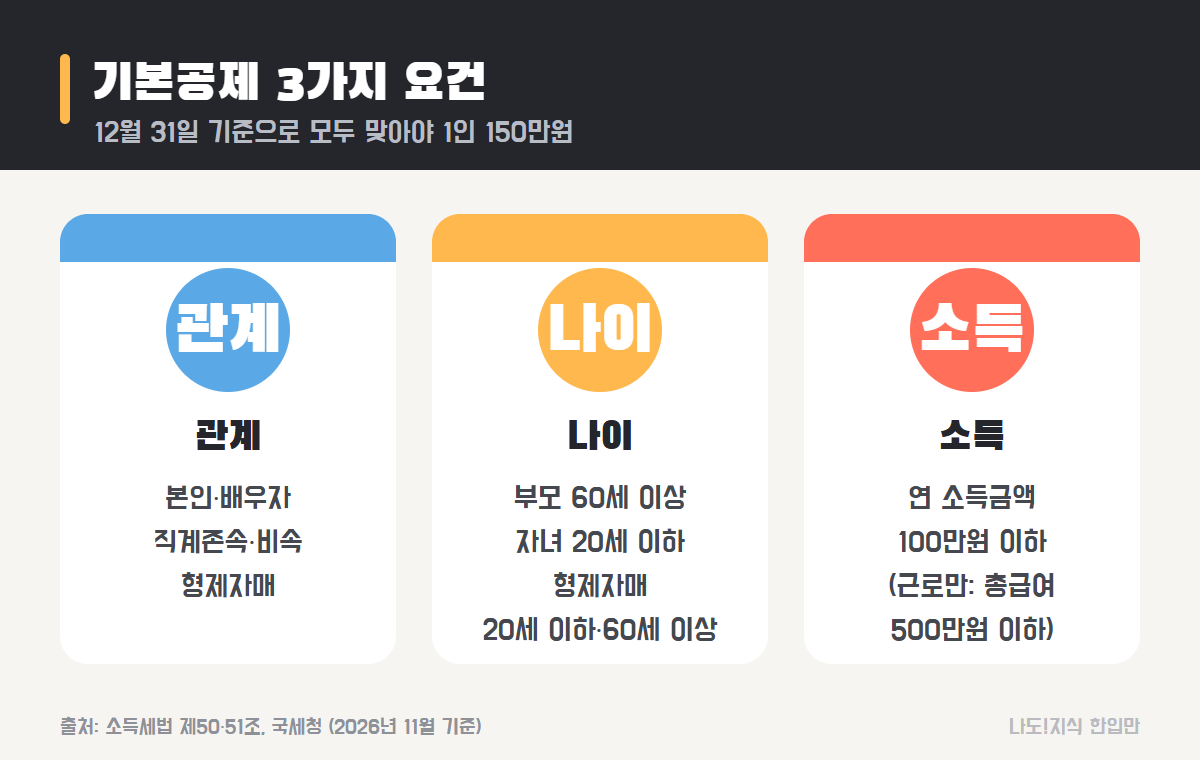 기본공제 3가지 요건
12월 31일 기준으로 모두 맞아야 1인 150만원
관계
관계
본인·배우자
직계존속·비속
형제자매
나이
나이
부모 60세 이상
자녀 20세 이하
형제자매
20세 이하·60세 이상
소득
소득
연 소득금액
100만원 이하
(근로만: 총급여
500만원 이하)
출처: 소득세법 제50·51조, 국세청 (2026년 11월 기준)
나도!지식 한입만